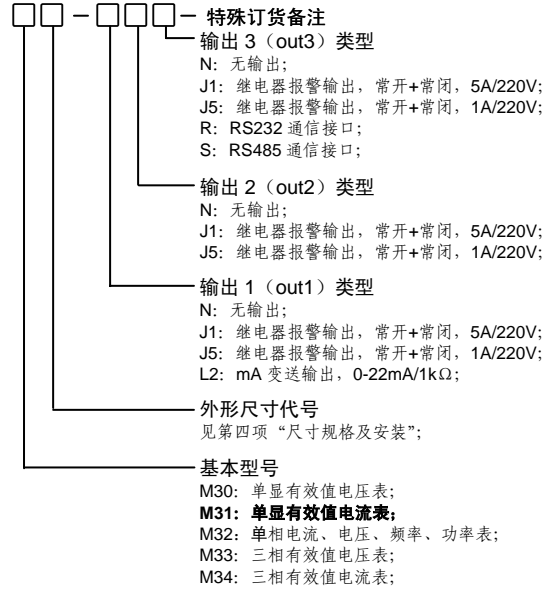 □□－□□□－特殊订货备注
输出 3（out3）类型
N：无输出；
J1：继电器报警输出，常开+常闭，5A/220V;
J5：继电器报警输出，常开+常闭，1A/220V;
R：RS232 通信接口；
S：RS485 通信接口；
输出 2（out2）类型
N：无输出；
J1：继电器报警输出，常开+常闭，5A/220V;
J5：继电器报警输出，常开+常闭，1A/220V;
输出 1（out1）类型
N：无输出；
J1：继电器报警输出，常开+常闭，5A/220V;
J5：继电器报警输出，常开+常闭，1A/220V;
L2：mA 变送输出，0-22mA/1kΩ；
外形尺寸代号
见第四项“尺寸规格及安装”；
基本型号
M30：单显有效值电压表；
M31：单显有效值电流表；
M32：单相电流、电压、频率、功率表；
M33：三相有效值电压表；
M34：三相有效值电流表；